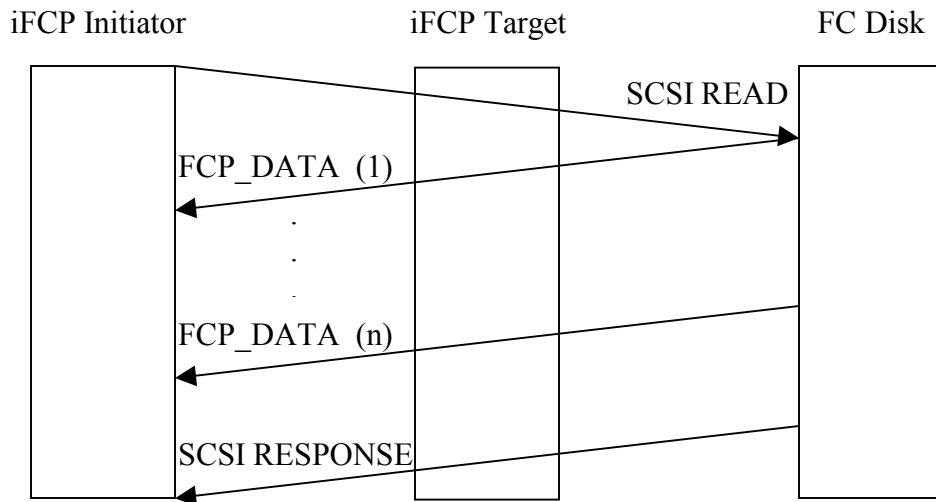 iFCP Initiator
iFCP Target
FC Disk
SCSI READ
FCP_DATA (1)
.
.
.
FCP_DATA (n)
SCSI RESPONSE